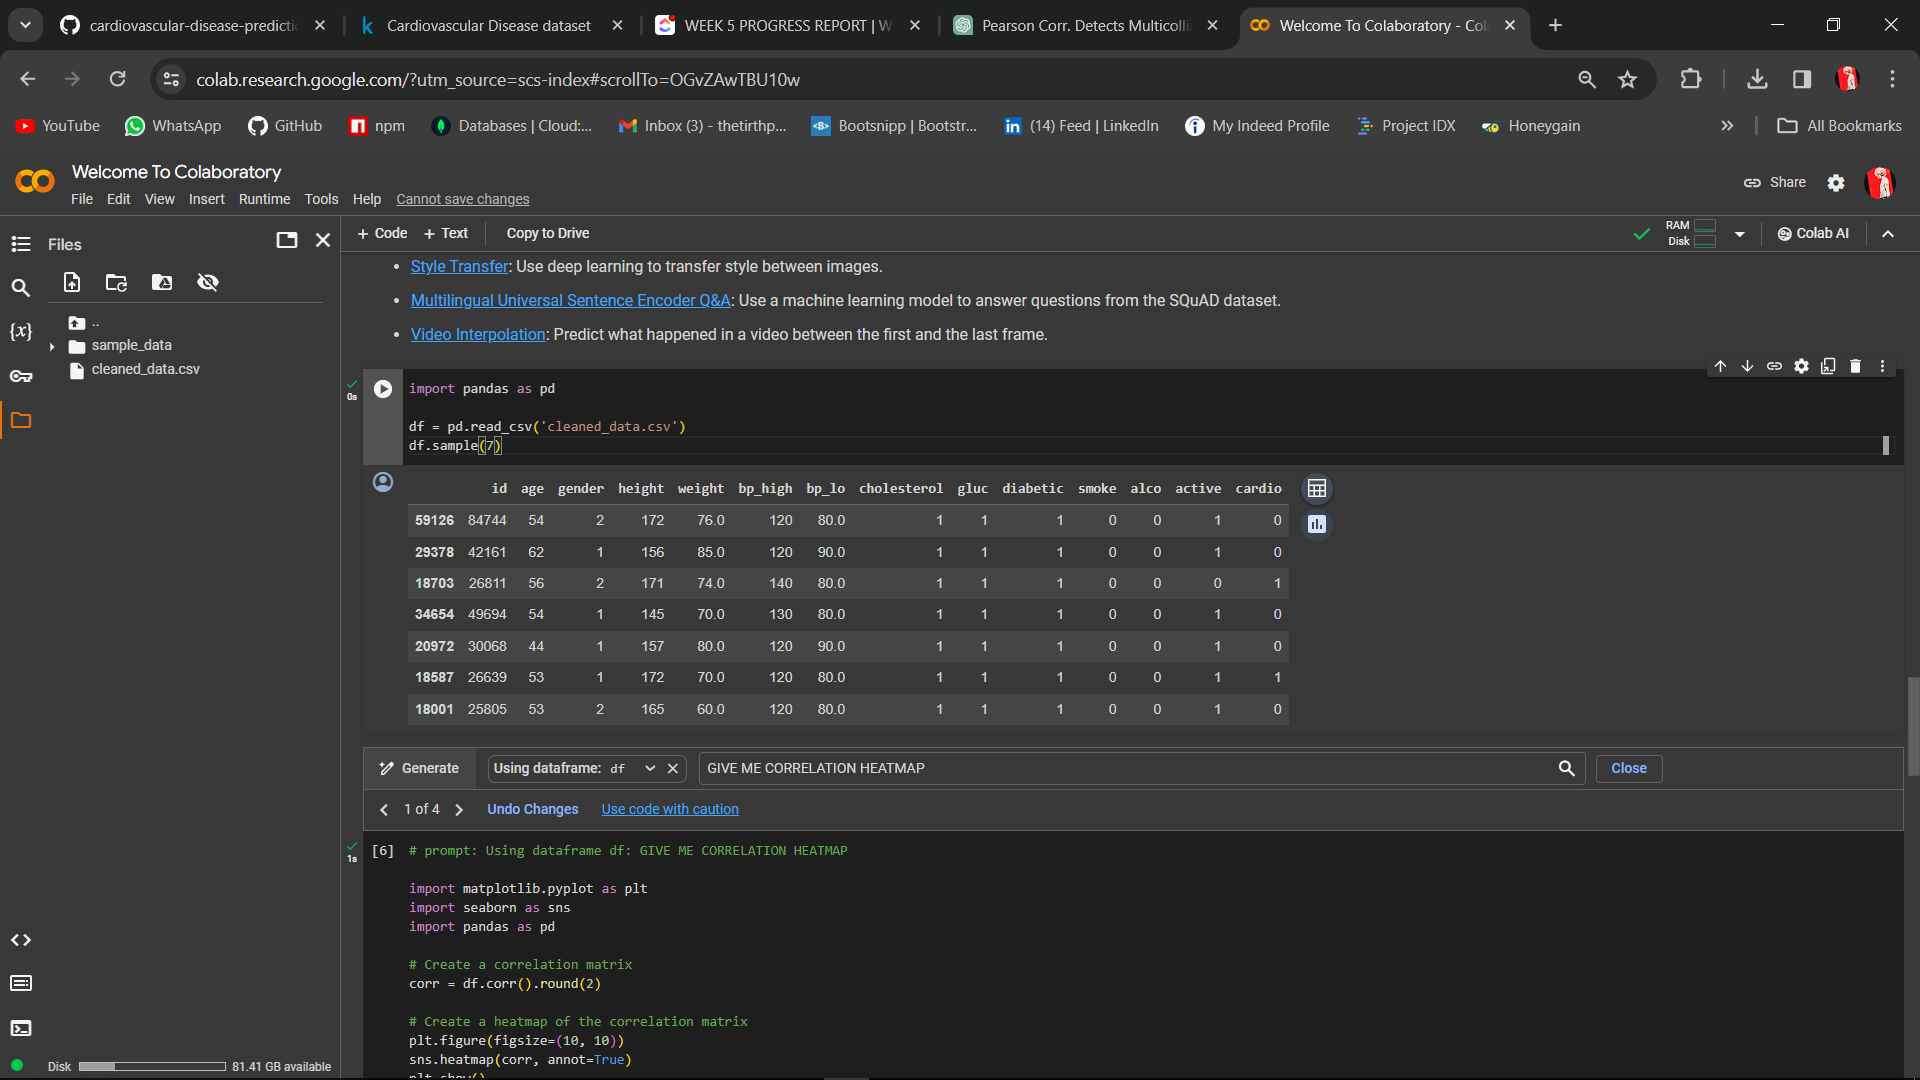 cardiovascular-disease-predicti
Cardiovascular Disease dataset
WEEK 5 PROGRESS REPORT | W
Pearson Corr. Detects Multicolli
Welcome To Colaboratory - Col
colab.research.google.com/?utm_source=scs-index#scrollTo=OGvZAwTBU10w
YouTube
WhatsApp
GitHub
npm
Databases | Cloud:...
Inbox (3) - thetirthp...
Bootsnipp | Bootstr...
(14) Feed | LinkedIn
My Indeed Profile
Project IDX
Honeygain
All Bookmarks
Welcome To Colaboratory
File Edit View Insert Runtime Tools Help Cannot save changes
Share
Files
+ Code + Text Copy to Drive
RAM
Disk
Colab AI
..
sample_data
cleaned_data.csv
• Style Transfer: Use deep learning to transfer style between images.
• Multilingual Universal Sentence Encoder Q&A: Use a machine learning model to answer questions from the SQuAD dataset.
• Video Interpolation: Predict what happened in a video between the first and the last frame.
0s
import pandas as pd
df = pd.read_csv('cleaned_data.csv')
df.sample(7)
id age gender height weight bp_high bp_lo cholesterol gluc diabetic smoke alco active cardio
59126 84744 54 2 172 76.0 120 80.0 1 1 1 0 0 1 0
29378 42161 62 1 156 85.0 120 90.0 1 1 1 0 0 1 0
18703 26811 56 2 171 74.0 140 80.0 1 1 1 0 0 0 1
34654 49694 54 1 145 70.0 130 80.0 1 1 1 0 0 1 0
20972 30068 44 1 157 80.0 120 90.0 1 1 1 0 0 1 0
18587 26639 53 1 172 70.0 120 80.0 1 1 1 0 0 1 1
18001 25805 53 2 165 60.0 120 80.0 1 1 1 0 0 1 0
Generate Using dataframe: df GIVE ME CORRELATION HEATMAP Close
1 of 4 Undo Changes Use code with caution
1s
[6] # prompt: Using dataframe df: GIVE ME CORRELATION HEATMAP
import matplotlib.pyplot as plt
import seaborn as sns
import pandas as pd
# Create a correlation matrix
corr = df.corr().round(2)
# Create a heatmap of the correlation matrix
plt.figure(figsize=(10, 10))
sns.heatmap(corr, annot=True)
plt.show()
Disk 81.41 GB available